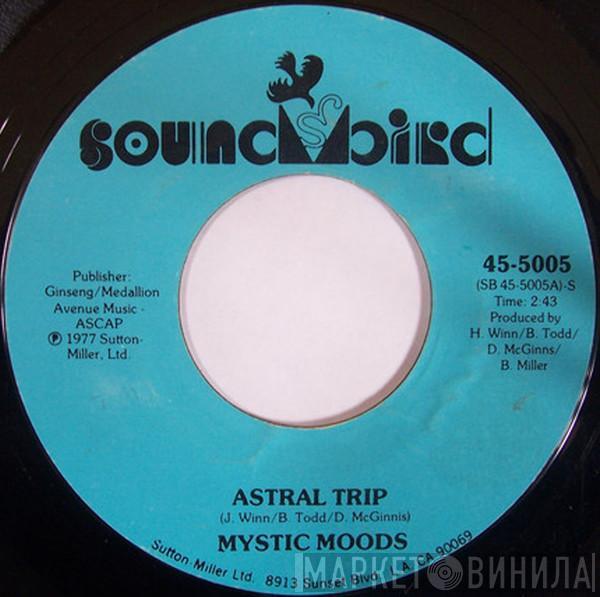 SOUNDBIRD
Publisher:
Ginseng/Medallion
Avenue Music -
ASCAP
℗ 1977 Sutton-
Miller, Ltd.
45-5005
(SB 45-5005A)-S
Time: 2:43
Produced by
H. Winn/B. Todd/
D. McGinns/
B. Miller
ASTRAL TRIP
(J. Winn/B. Todd/D. McGinnis)
MYSTIC MOODS
Sutton-Miller Ltd. 8913 Sunset Blvd. LA CA 90069
МАРКЕТ ВИНИЛА